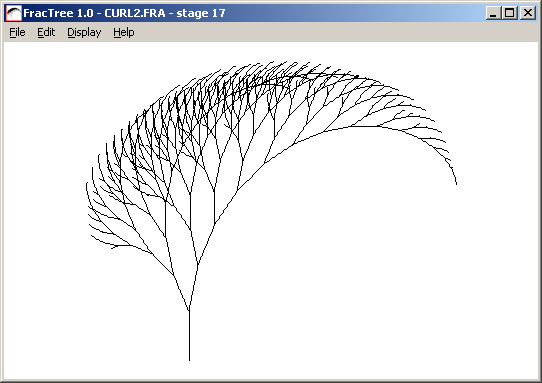 FracTree 1.0 - CURL2.FRA - stage 17
File Edit Display Help